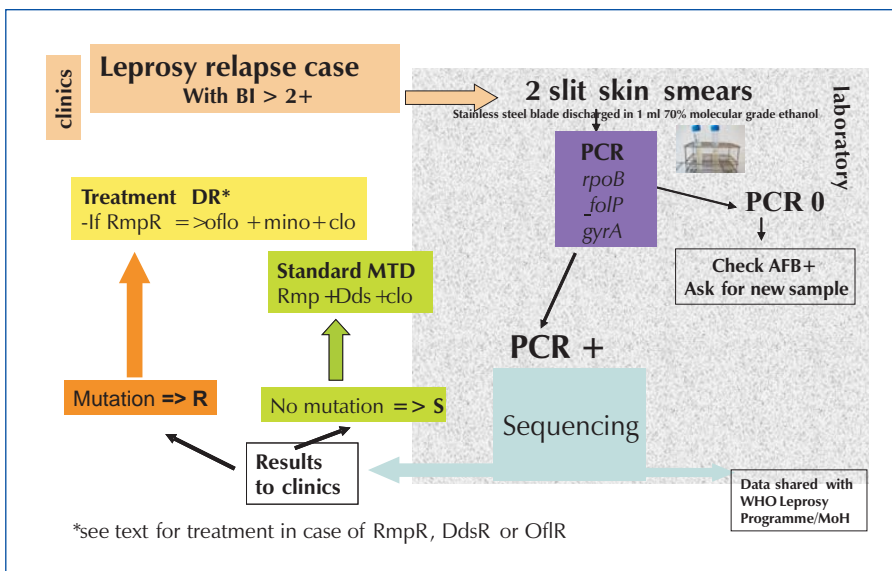 clinics
Leprosy relapse case
With BI > 2+
2 slit skin smears
Stainless steel blade discharged in 1 ml 70% molecular grade ethanol
laboratory
PCR
rpoB
_folP
gyrA
PCR 0
Check AFB+
Ask for new sample
Treatment DR*
-If RmpR =>oflo +mino+clo
Standard MTD
Rmp +Dds +clo
PCR +
Mutation => R
No mutation => S
Sequencing
Results
to clinics
Data shared with
WHO Leprosy
Programme/MoH
*see text for treatment in case of RmpR, DdsR or OflR